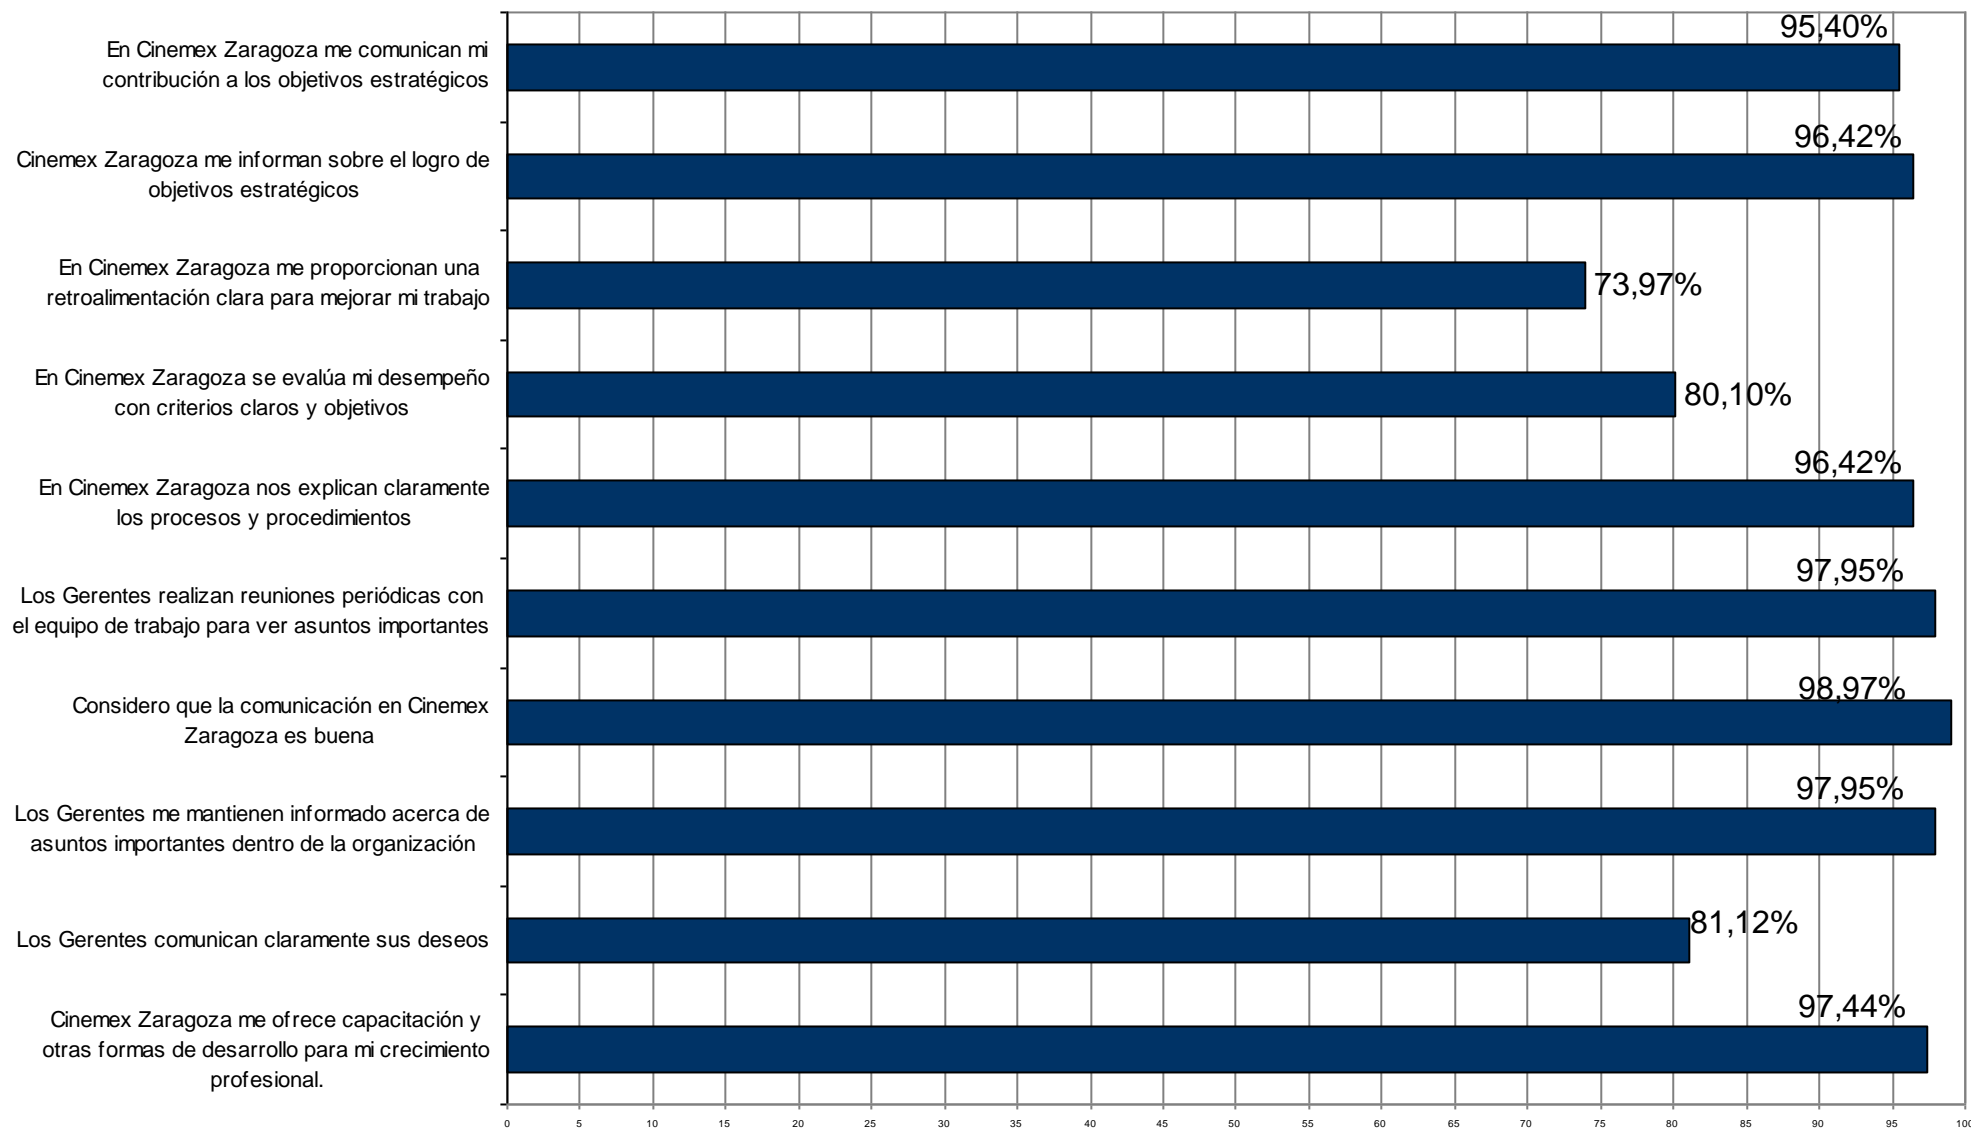 95,40%
En Cinemex Zaragoza me comunican mi
contribución a los objetivos estratégicos
96,42%
Cinemex Zaragoza me informan sobre el logro de
objetivos estratégicos
En Cinemex Zaragoza me proporcionan una
retroalimentación clara para mejorar mi trabajo
73,97%
En Cinemex Zaragoza se evalúa mi desempeño
con criterios claros y objetivos
80,10%
96,42%
En Cinemex Zaragoza nos explican claramente
los procesos y procedimientos
97,95%
Los Gerentes realizan reuniones periódicas con
el equipo de trabajo para ver asuntos importantes
98,97%
Considero que la comunicación en Cinemex
Zaragoza es buena
97,95%
Los Gerentes me mantienen informado acerca de
asuntos importantes dentro de la organización
81,12%
Los Gerentes comunican claramente sus deseos
97,44%
Cinemex Zaragoza me ofrece capacitación y
otras formas de desarrollo para mi crecimiento
profesional.
0 5 10 15 20 25 30 35 40 45 50 55 60 65 70 75 80 85 90 95 100